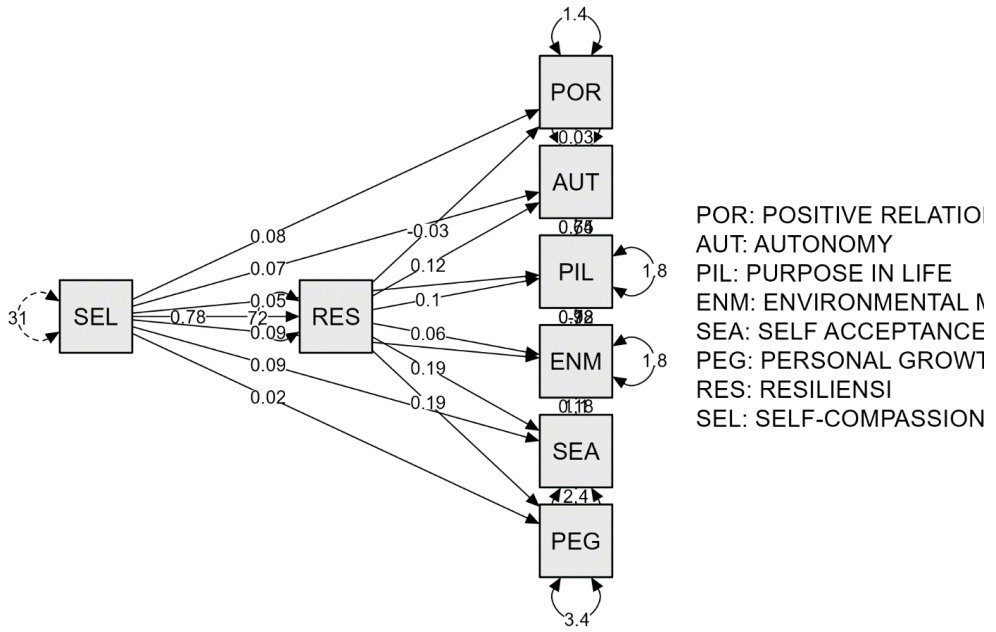 1.4
POR
0.03
AUT
0.08
-0.03
0.07
0.12
PIL
1.8
SEL
31
0.05
0.78
72
RES
0.1
0.09
0.06
ENM
1.8
0.09
0.19
0.02
0.19
SEA
2.4
PEG
3.4
POR: POSITIVE RELATION
AUT: AUTONOMY
PIL: PURPOSE IN LIFE
ENM: ENVIRONMENTAL M
SEA: SELF ACCEPTANCE
PEG: PERSONAL GROWT
RES: RESILIENSI
SEL: SELF-COMPASSION